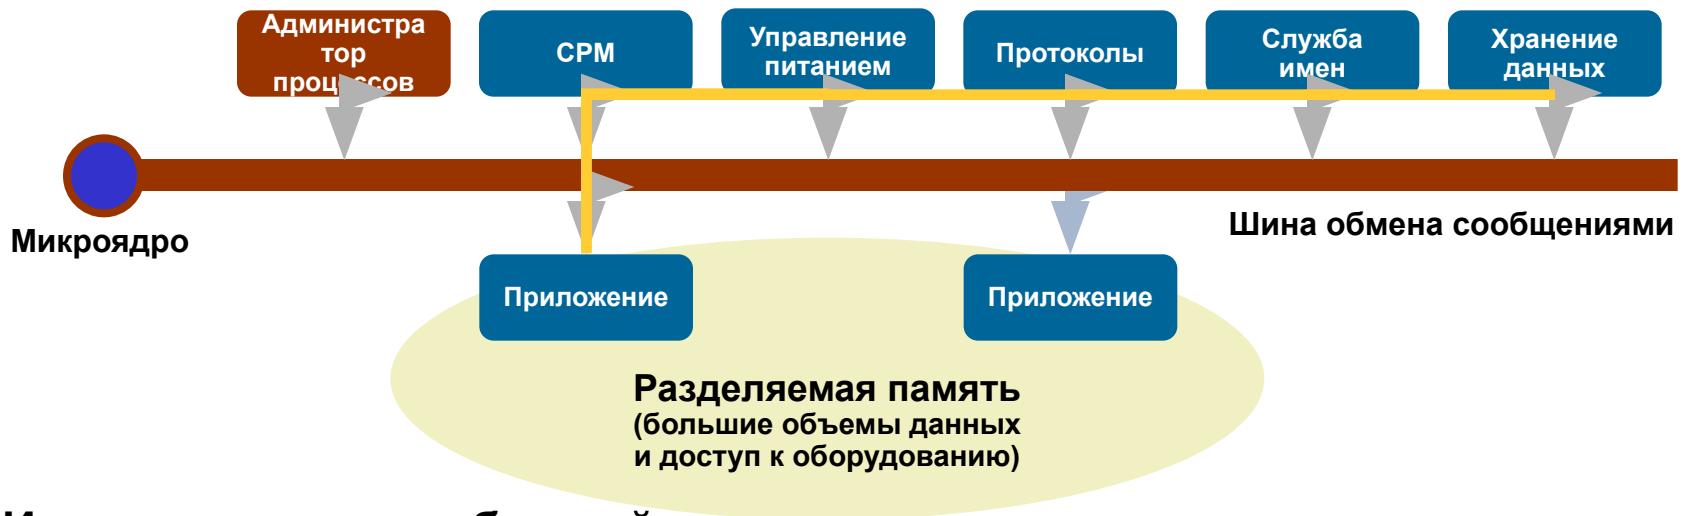 Администра
тор
процессов
CPM
Управление
питанием
Протоколы
Служба
имен
Хранение
данных
Микроядро
Шина обмена сообщениями
Приложение
Приложение
Разделяемая память
(большие объемы данных
и доступ к оборудованию)